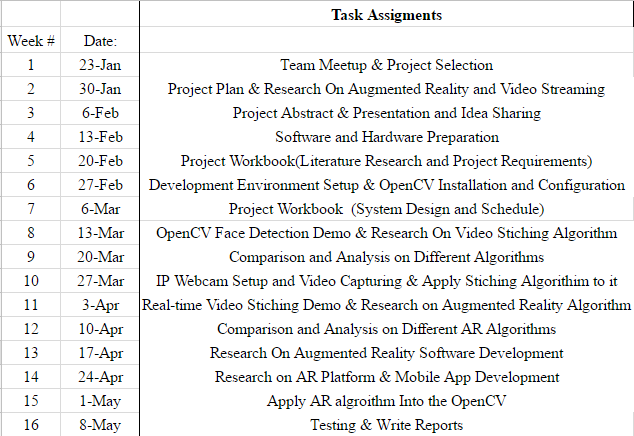 Task Assigments
Week # Date:
1 23-Jan Team Meetup & Project Selection
2 30-Jan Project Plan & Research On Augmented Reality and Video Streaming
3 6-Feb Project Abstract & Presentation and Idea Sharing
4 13-Feb Software and Hardware Preparation
5 20-Feb Project Workbook(Literature Research and Project Requirements)
6 27-Feb Development Environment Setup & OpenCV Installation and Configuration
7 6-Mar Project Workbook (System Design and Schedule)
8 13-Mar OpenCV Face Detection Demo & Research On Video Stiching Algorithm
9 20-Mar Comparison and Analysis on Different Algorithms
10 27-Mar IP Webcam Setup and Video Capturing & Apply Stiching Algorithim to it
11 3-Apr Real-time Video Stiching Demo & Research on Augmented Reality Algorithm
12 10-Apr Comparison and Analysis on Different AR Algorithms
13 17-Apr Research On Augmented Reality Software Development
14 24-Apr Research on AR Platform & Mobile App Development
15 1-May Apply AR algroithm Into the OpenCV
16 8-May Testing & Write Reports